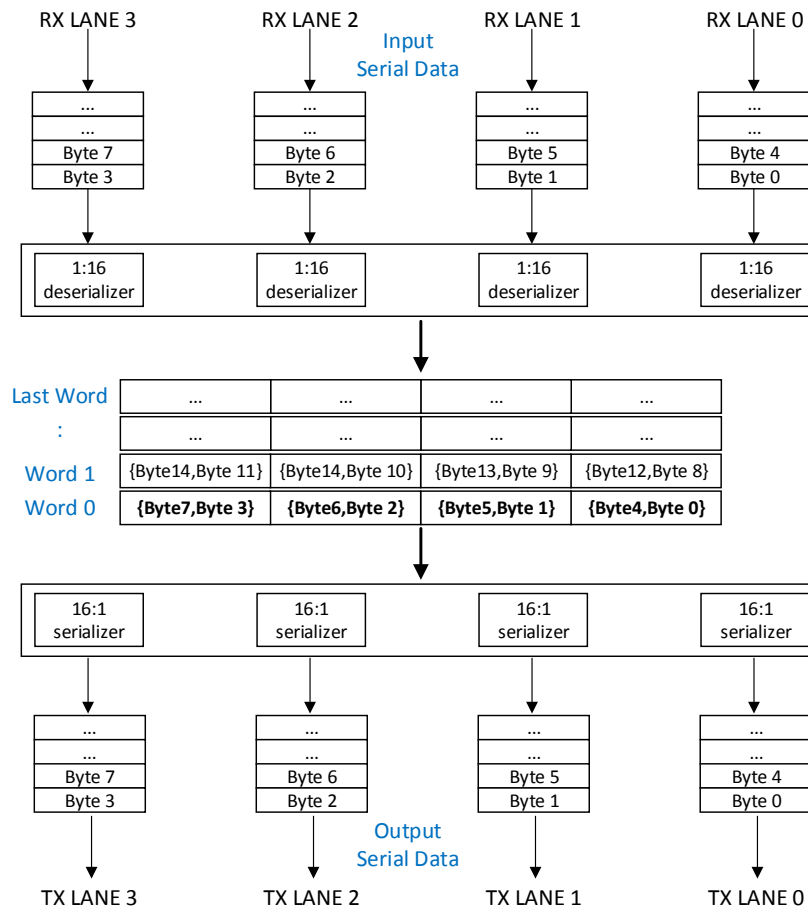 RX LANE 3 RX LANE 2 RX LANE 1 RX LANE 0
Input
Serial Data
... ... ... ...
... ... ... ...
Byte 7 Byte 6 Byte 5 Byte 4
Byte 3 Byte 2 Byte 1 Byte 0
1:16 1:16 1:16 1:16
deserializer deserializer deserializer deserializer
Last Word ... ... ... ...
: ... ... ... ...
Word 1 {Byte14,Byte 11} {Byte14,Byte 10} {Byte13,Byte 9} {Byte12,Byte 8}
Word 0 {Byte7,Byte 3} {Byte6,Byte 2} {Byte5,Byte 1} {Byte4,Byte 0}
16:1 16:1 16:1 16:1
serializer serializer serializer serializer
... ... ... ...
... ... ... ...
Byte 7 Byte 6 Byte 5 Byte 4
Byte 3 Byte 2 Byte 1 Byte 0
Output
Serial Data
TX LANE 3 TX LANE 2 TX LANE 1 TX LANE 0